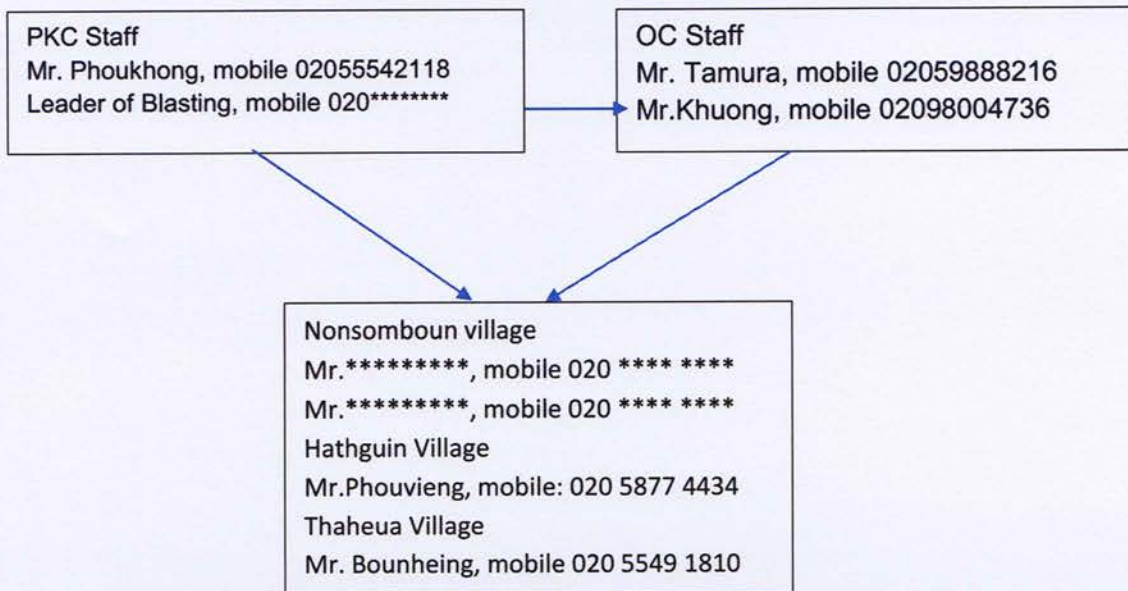 PKC Staff
Mr. Phoukhong, mobile 02055542118
Leader of Blasting, mobile 020********
OC Staff
Mr. Tamura, mobile 02059888216
Mr.Khuong, mobile 02098004736
Nonsomboun village
Mr.*********, mobile 020 **** ****
Mr.*********, mobile 020 **** ****
Hathguin Village
Mr.Phouvieng, mobile: 020 5877 4434
Thaheua Village
Mr. Bounheing, mobile 020 5549 1810